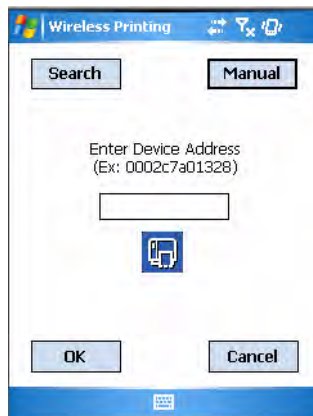 Wireless Printing
Search Manual
Enter Device Address
(Ex: 0002c7a01328)
OK Cancel